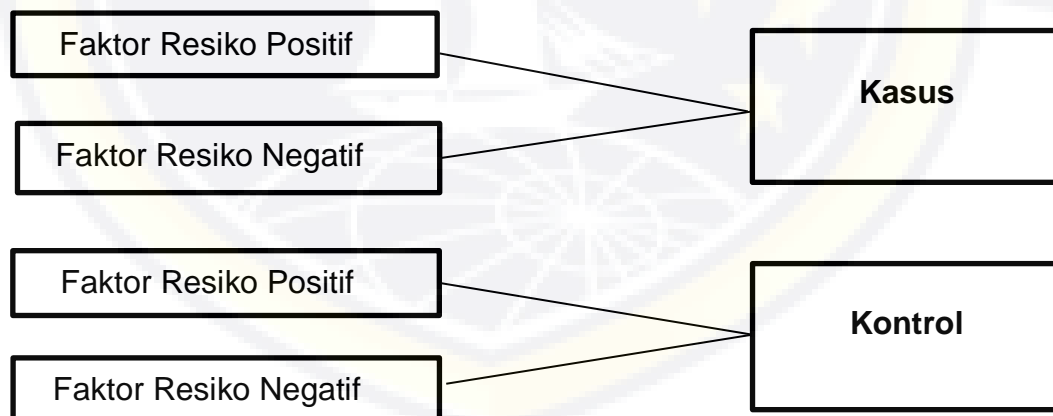 Faktor Resiko Positif
Kasus
Faktor Resiko Negatif
Faktor Resiko Positif
Kontrol
Faktor Resiko Negatif